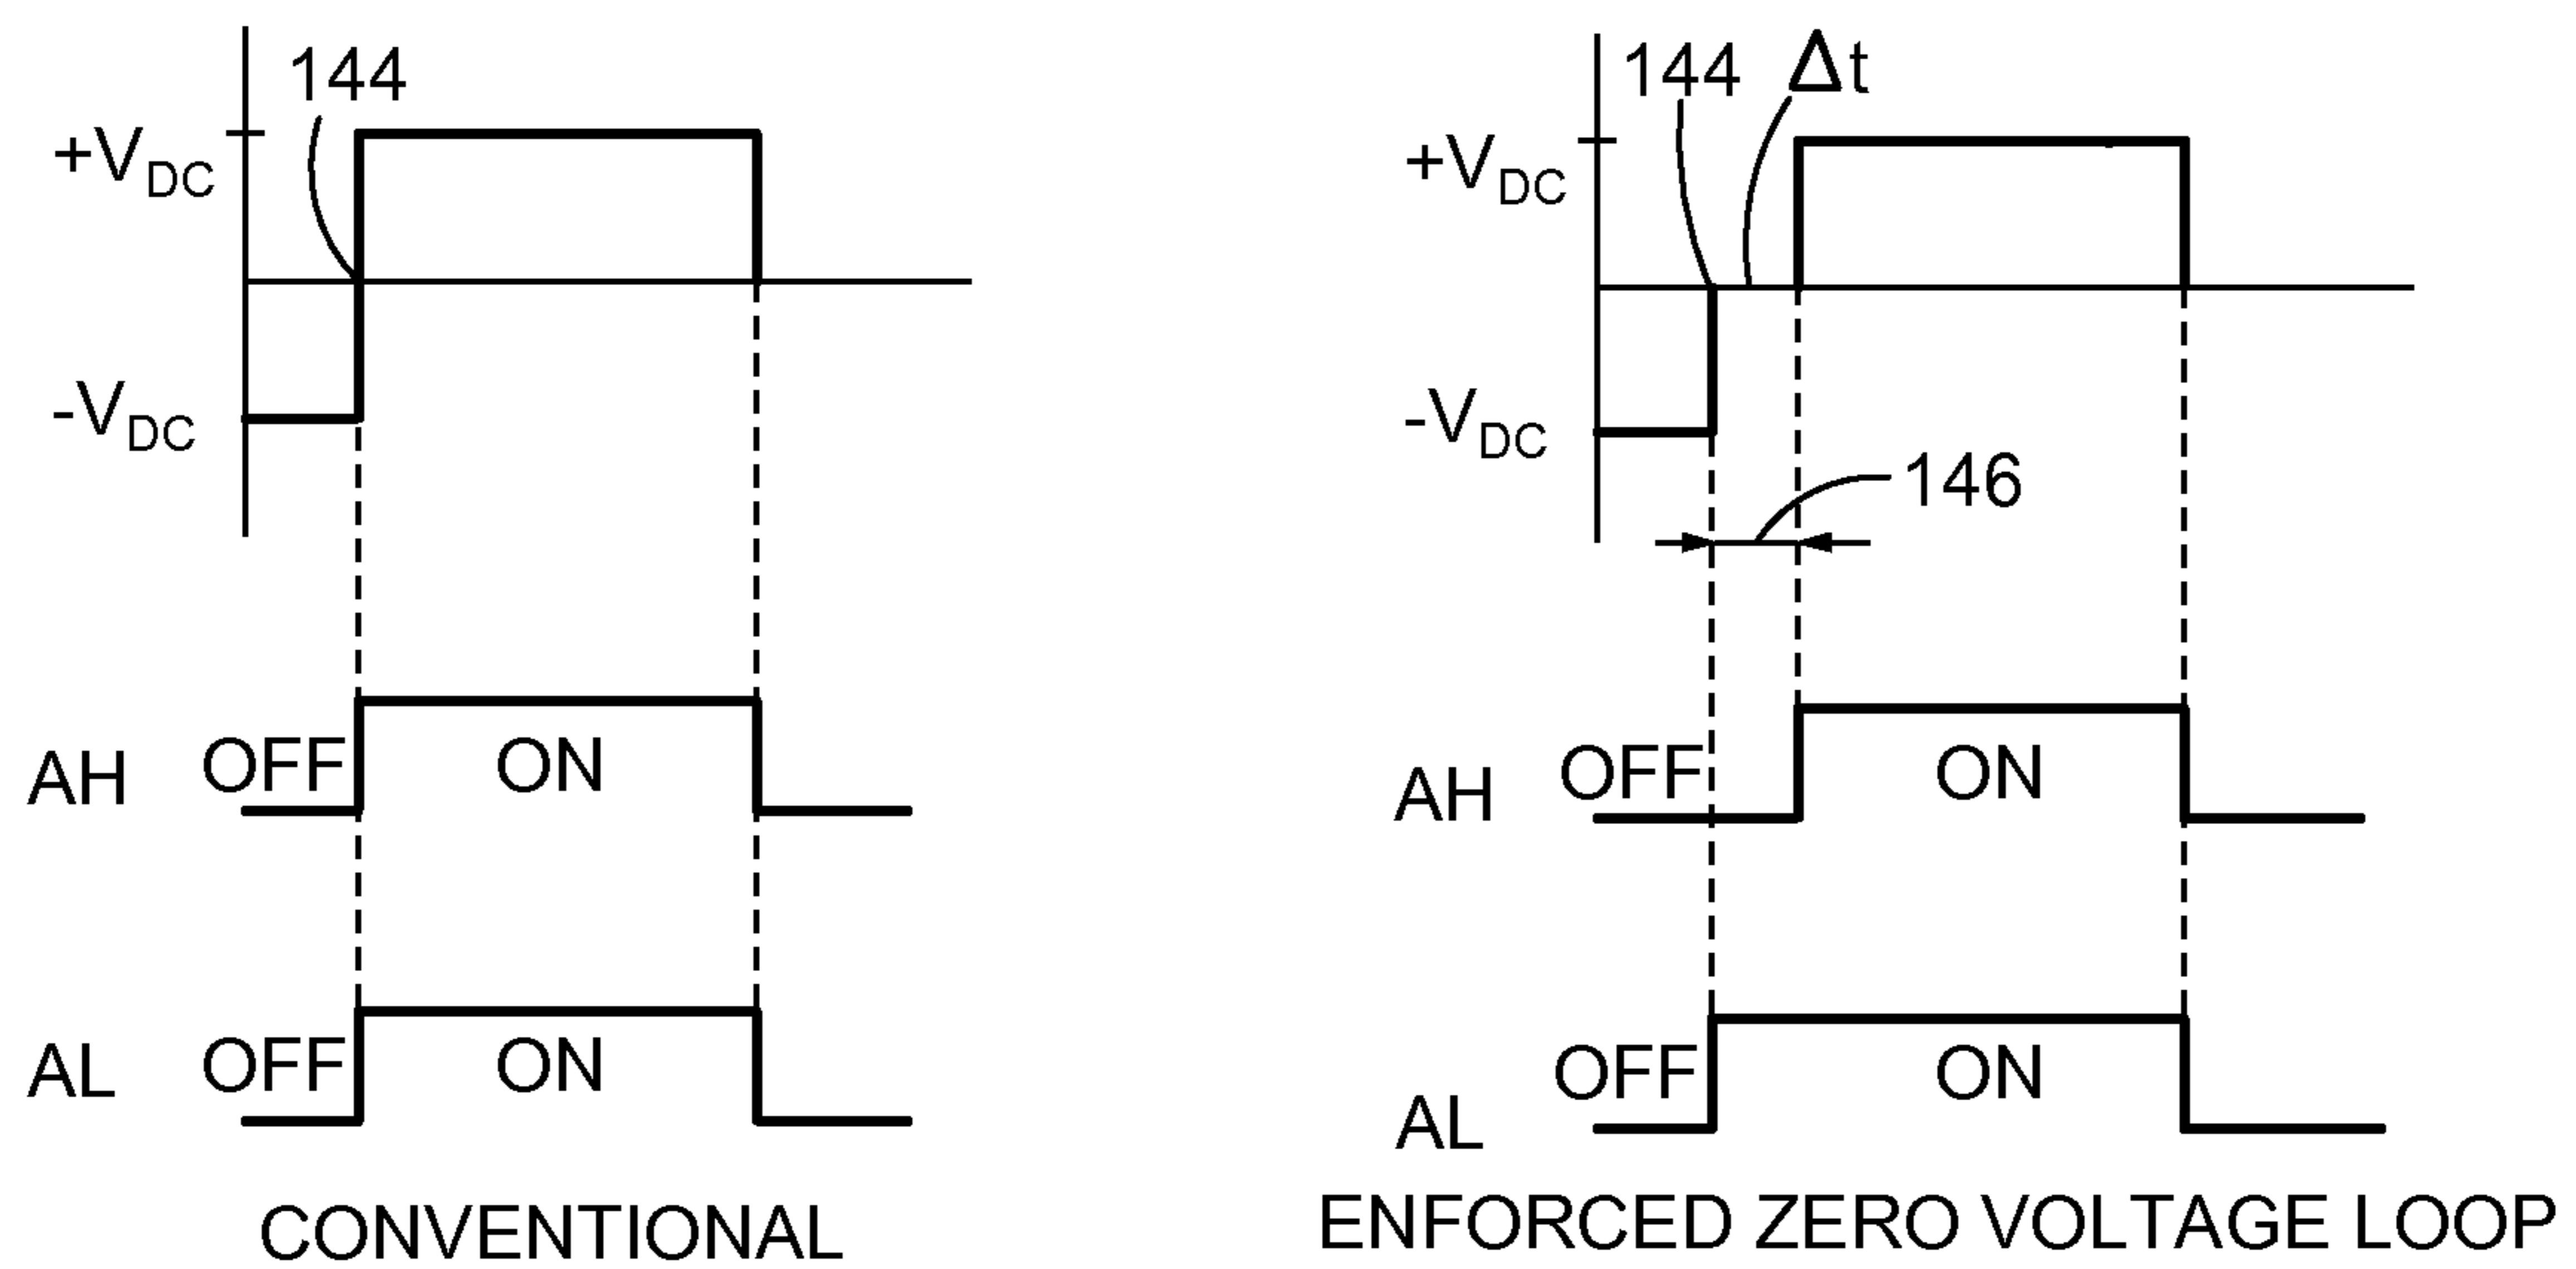 144
+VDC
-VDC
AH OFF ON
AL OFF ON
CONVENTIONAL
144 Δt
+VDC
-VDC
146
AH OFF ON
AL OFF ON
ENFORCED ZERO VOLTAGE LOOP